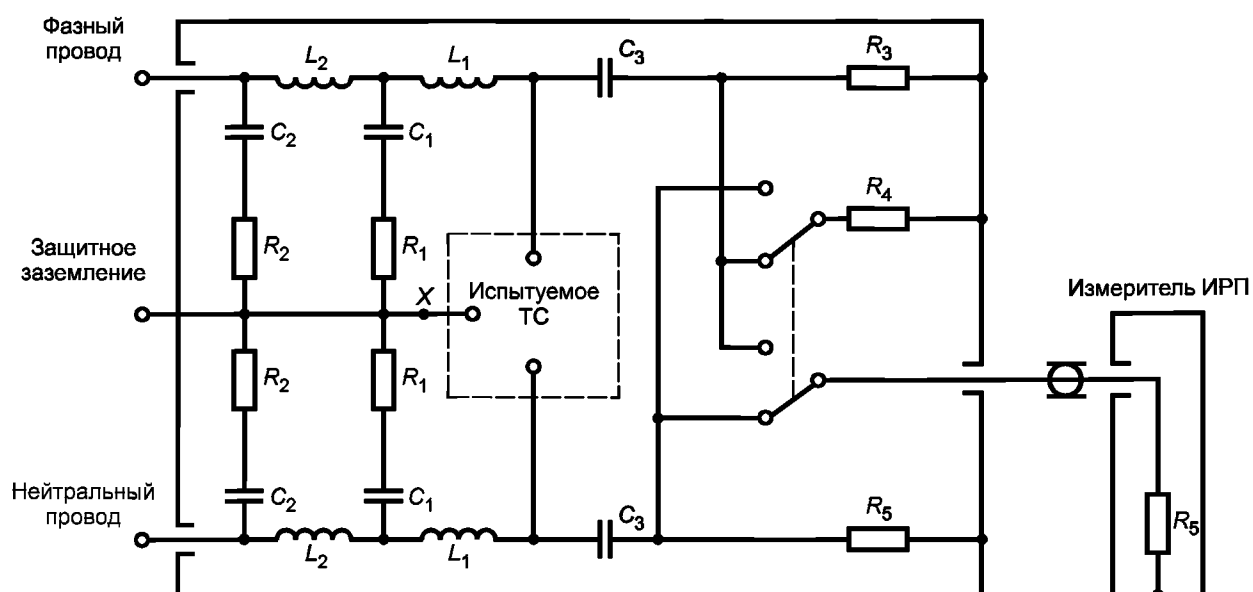 Фазный
провод
L2
L1
C3
R3
C2
C1
R4
Защитное
заземление
R2
R1
X
Испытуемое
ТС
Измеритель ИРП
R2
R1
Нейтральный
провод
C2
C1
L2
L1
C3
R5
R5